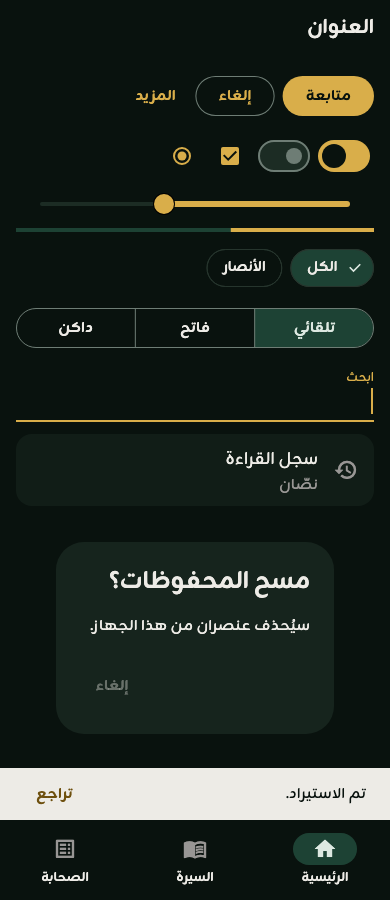 العنوان
متابعة إلغاء المزيد
الكل الأنصار
تلقائي فاتح داكن
ابحث
سجل القراءة
نصّان
مسح المحفوظات؟
سيُحذف عنصران من هذا الجهاز.
إلغاء
تم الاستيراد. تراجع
الرئيسية السيرة الصحابة